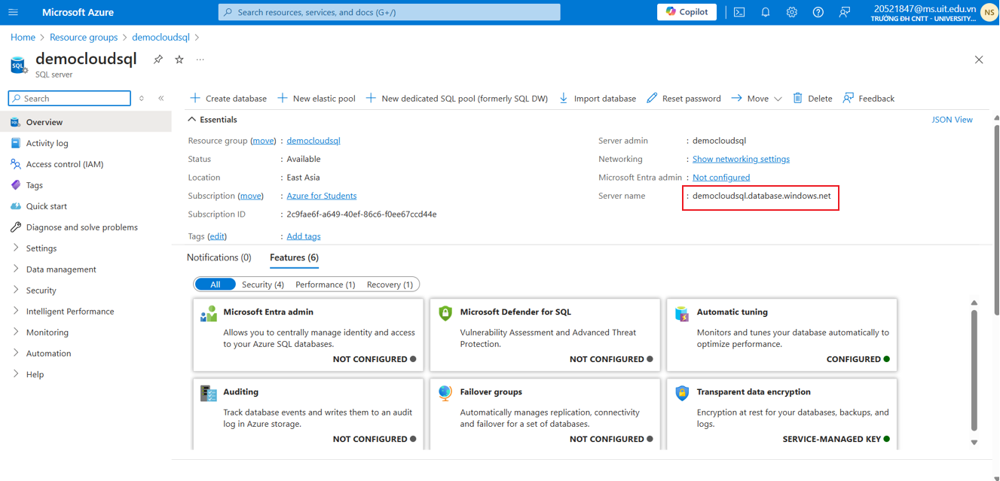 Microsoft Azure
Search resources, services, and docs (G+/)
Copilot
20521847@ms.uit.edu.vn
TRƯỜNG ĐH CNTT - UNIVERSITY...
NS
Home > Resource groups > democloudsql >
SQL
democloudsql
SQL server
Search
Create database
New elastic pool
New dedicated SQL pool (formerly SQL DW)
Import database
Reset password
Move
Delete
Feedback
Overview
Activity log
Access control (IAM)
Tags
Quick start
Diagnose and solve problems
Settings
Data management
Security
Intelligent Performance
Monitoring
Automation
Help
Essentials
JSON View
Resource group (move) : democloudsql
Status : Available
Location : East Asia
Subscription (move) : Azure for Students
Subscription ID : 2c9fae6f-a649-40ef-86c6-f0ee67ccd44e
Tags (edit) : Add tags
Server admin : democloudsql
Networking : Show networking settings
Microsoft Entra admin : Not configured
Server name : democloudsql.database.windows.net
Notifications (0)
Features (6)
All
Security (4)
Performance (1)
Recovery (1)
Microsoft Entra admin
Allows you to centrally manage identity and access
to your Azure SQL databases.
NOT CONFIGURED
Microsoft Defender for SQL
Vulnerability Assessment and Advanced Threat
Protection.
NOT CONFIGURED
Automatic tuning
Monitors and tunes your database automatically to
optimize performance.
CONFIGURED
Auditing
Track database events and writes them to an audit
log in Azure storage.
NOT CONFIGURED
Failover groups
Automatically manages replication, connectivity
and failover for a set of databases.
NOT CONFIGURED
Transparent data encryption
Encryption at rest for your databases, backups, and
logs.
SERVICE-MANAGED KEY